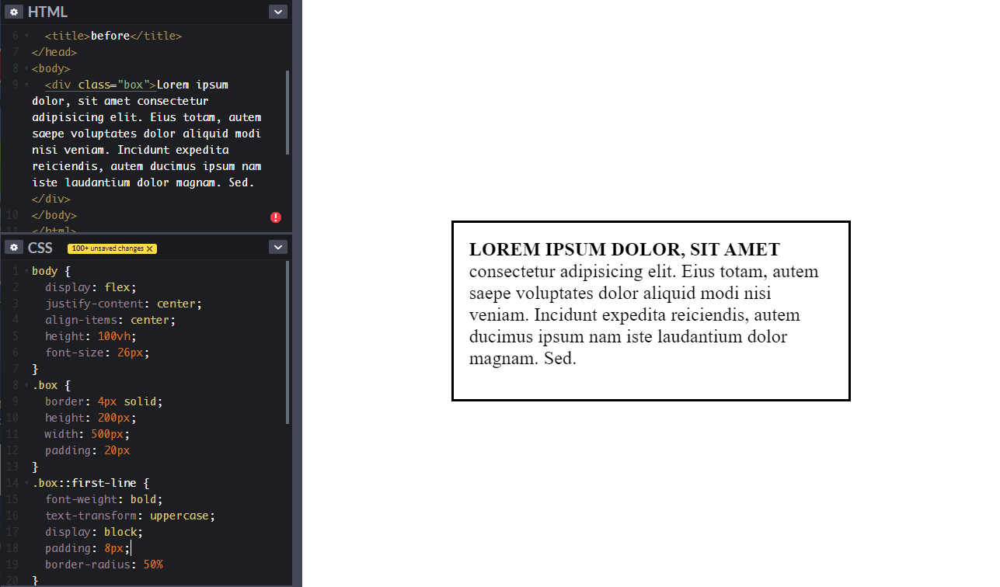 HTML
6 <title>before</title>
7 </head>
8 <body>
9 <div class="box">Lorem ipsum
dolor, sit amet consectetur
adipisicing elit. Eius totam, autem
saepe voluptates dolor aliquid modi
nisi veniam. Incidunt expedita
reiciendis, autem ducimus ipsum nam
iste laudantium dolor magnam. Sed.
</div>
10 </body>
11 </html>
CSS 100+ unsaved changes X
1 body {
2 display: flex;
3 justify-content: center;
4 align-items: center;
5 height: 100vh;
6 font-size: 26px;
7 }
8 .box {
9 border: 4px solid;
10 height: 200px;
11 width: 500px;
12 padding: 20px
13 }
14 .box::first-line {
15 font-weight: bold;
16 text-transform: uppercase;
17 display: block;
18 padding: 8px;
19 border-radius: 50%
20 }
LOREM IPSUM DOLOR, SIT AMET
consectetur adipisicing elit. Eius totam, autem
saepe voluptates dolor aliquid modi nisi
veniam. Incidunt expedita reiciendis, autem
ducimus ipsum nam iste laudantium dolor
magnam. Sed.